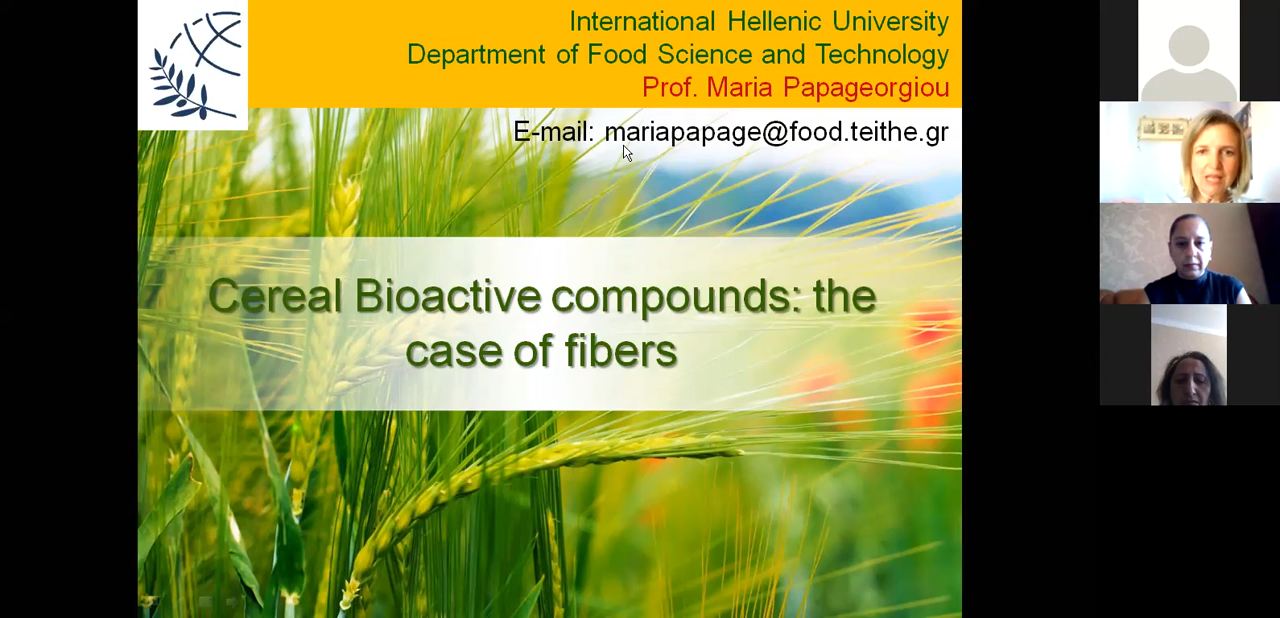 International Hellenic University
Department of Food Science and Technology
Prof. Maria Papageorgiou
E-mail: mariapapage@food.teithe.gr
Cereal Bioactive compounds: the
case of fibers